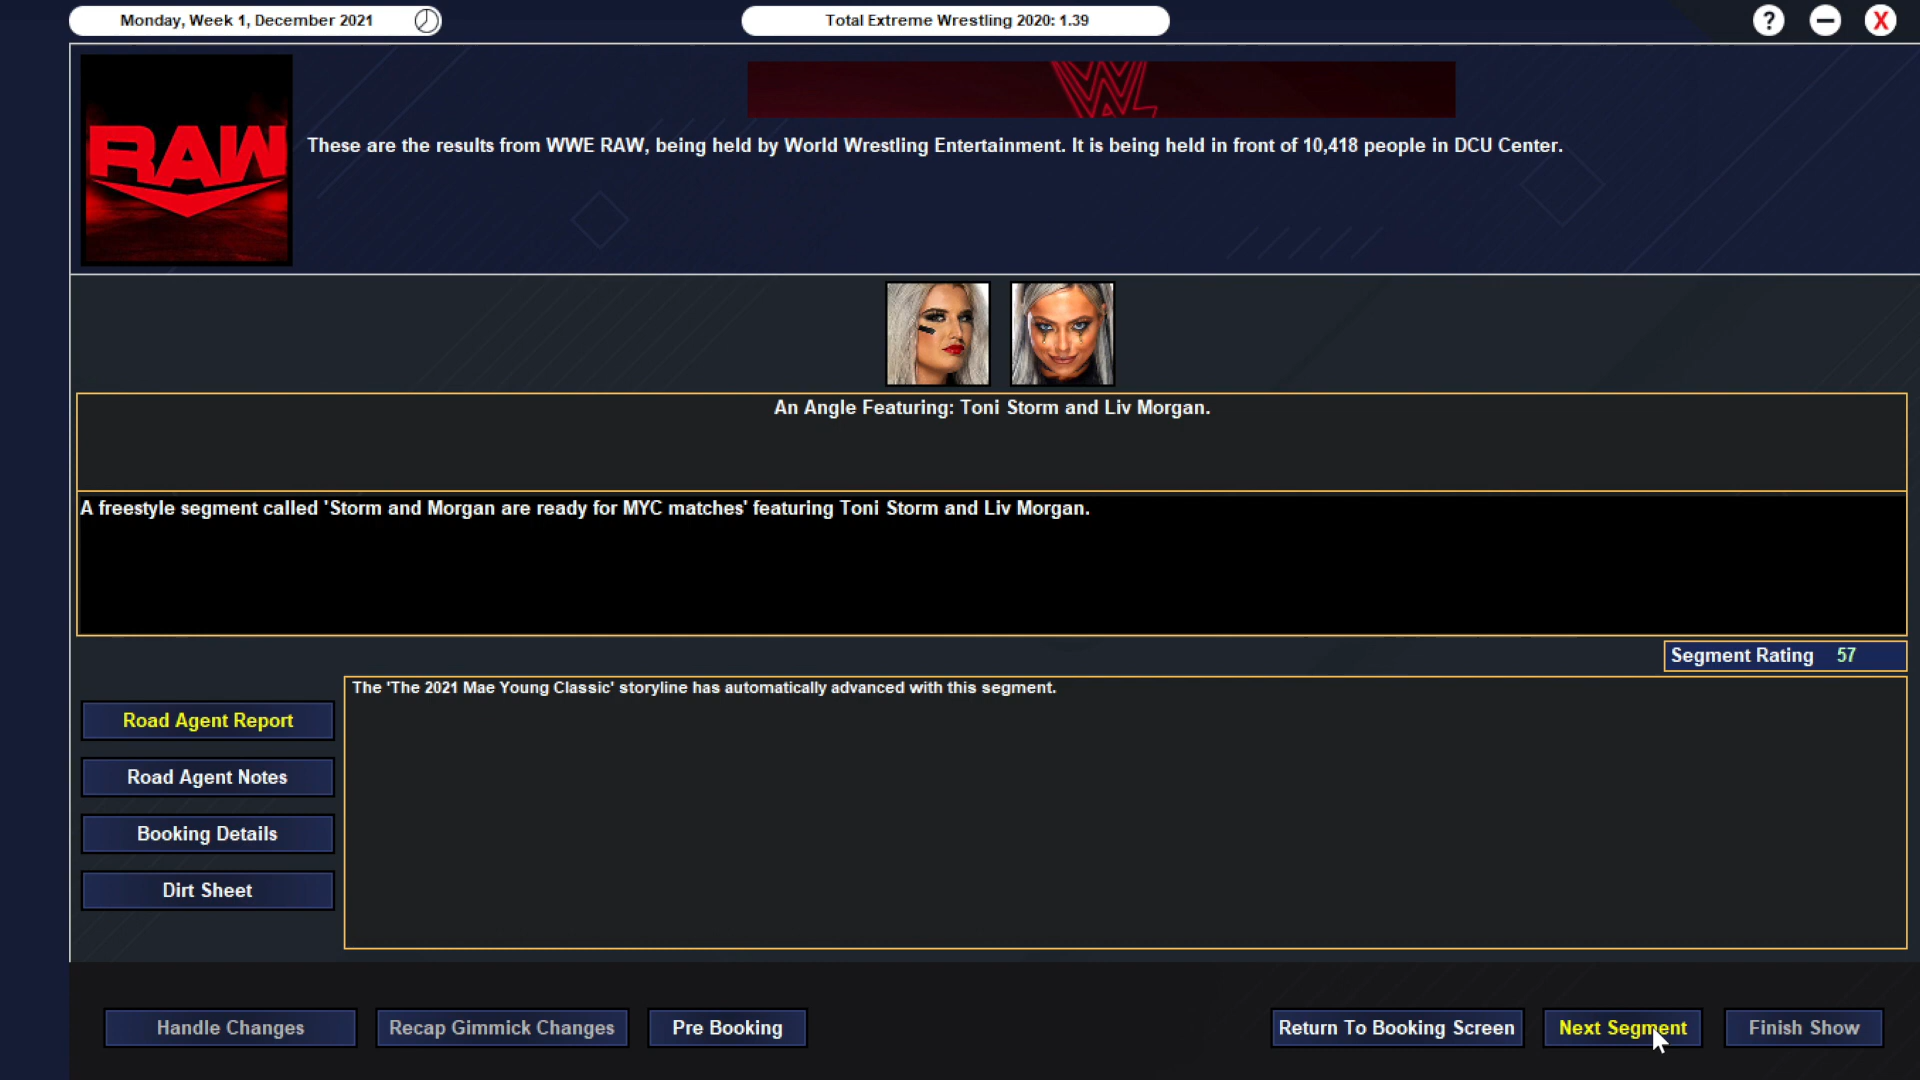 Monday, Week 1, December 2021
Total Extreme Wrestling 2020: 1.39
?
X
RAW
W
These are the results from WWE RAW, being held by World Wrestling Entertainment. It is being held in front of 10,418 people in DCU Center.
An Angle Featuring: Toni Storm and Liv Morgan.
A freestyle segment called 'Storm and Morgan are ready for MYC matches' featuring Toni Storm and Liv Morgan.
Segment Rating 57
The 'The 2021 Mae Young Classic' storyline has automatically advanced with this segment.
Road Agent Report
Road Agent Notes
Booking Details
Dirt Sheet
Handle Changes
Recap Gimmick Changes
Pre Booking
Return To Booking Screen
Next Segment
Finish Show